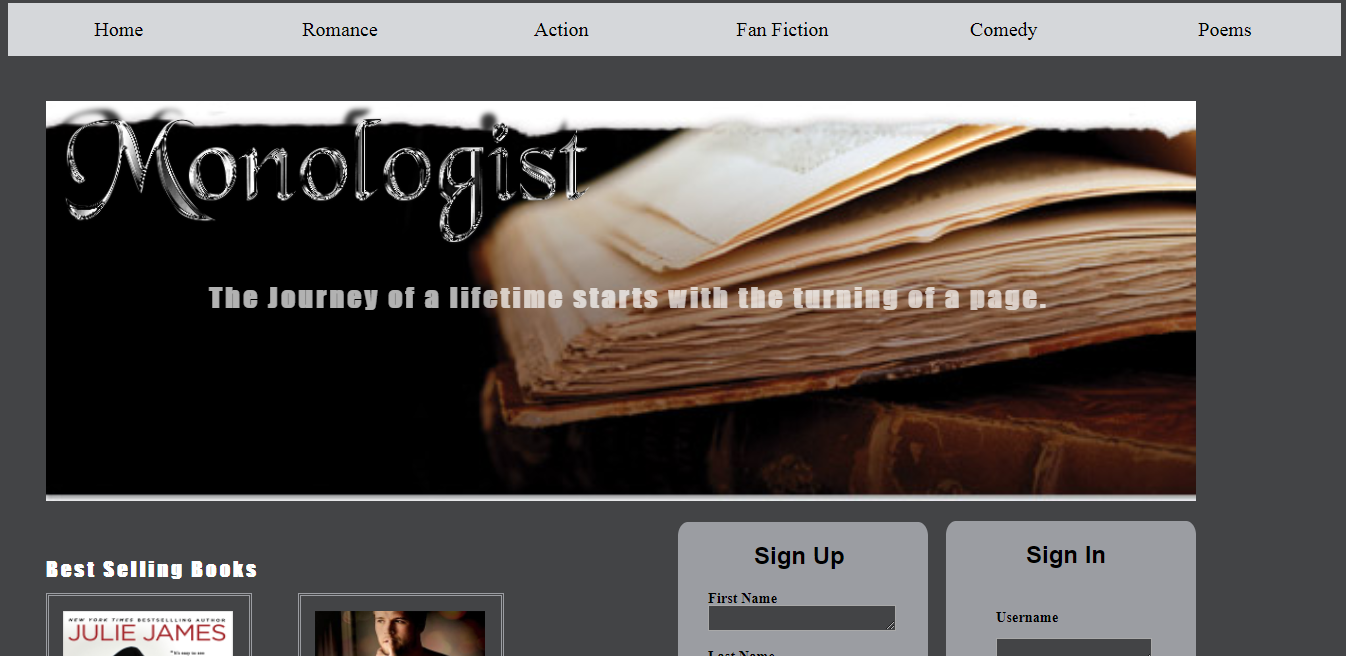 Home Romance Action Fan Fiction Comedy Poems
Monologist
The Journey of a lifetime starts with the turning of a page.
Best Selling Books
NEW YORK TIMES BESTSELLING AUTHOR
JULIE JAMES
"It's easy to see
Sign Up
First Name
Last Name
Sign In
Username